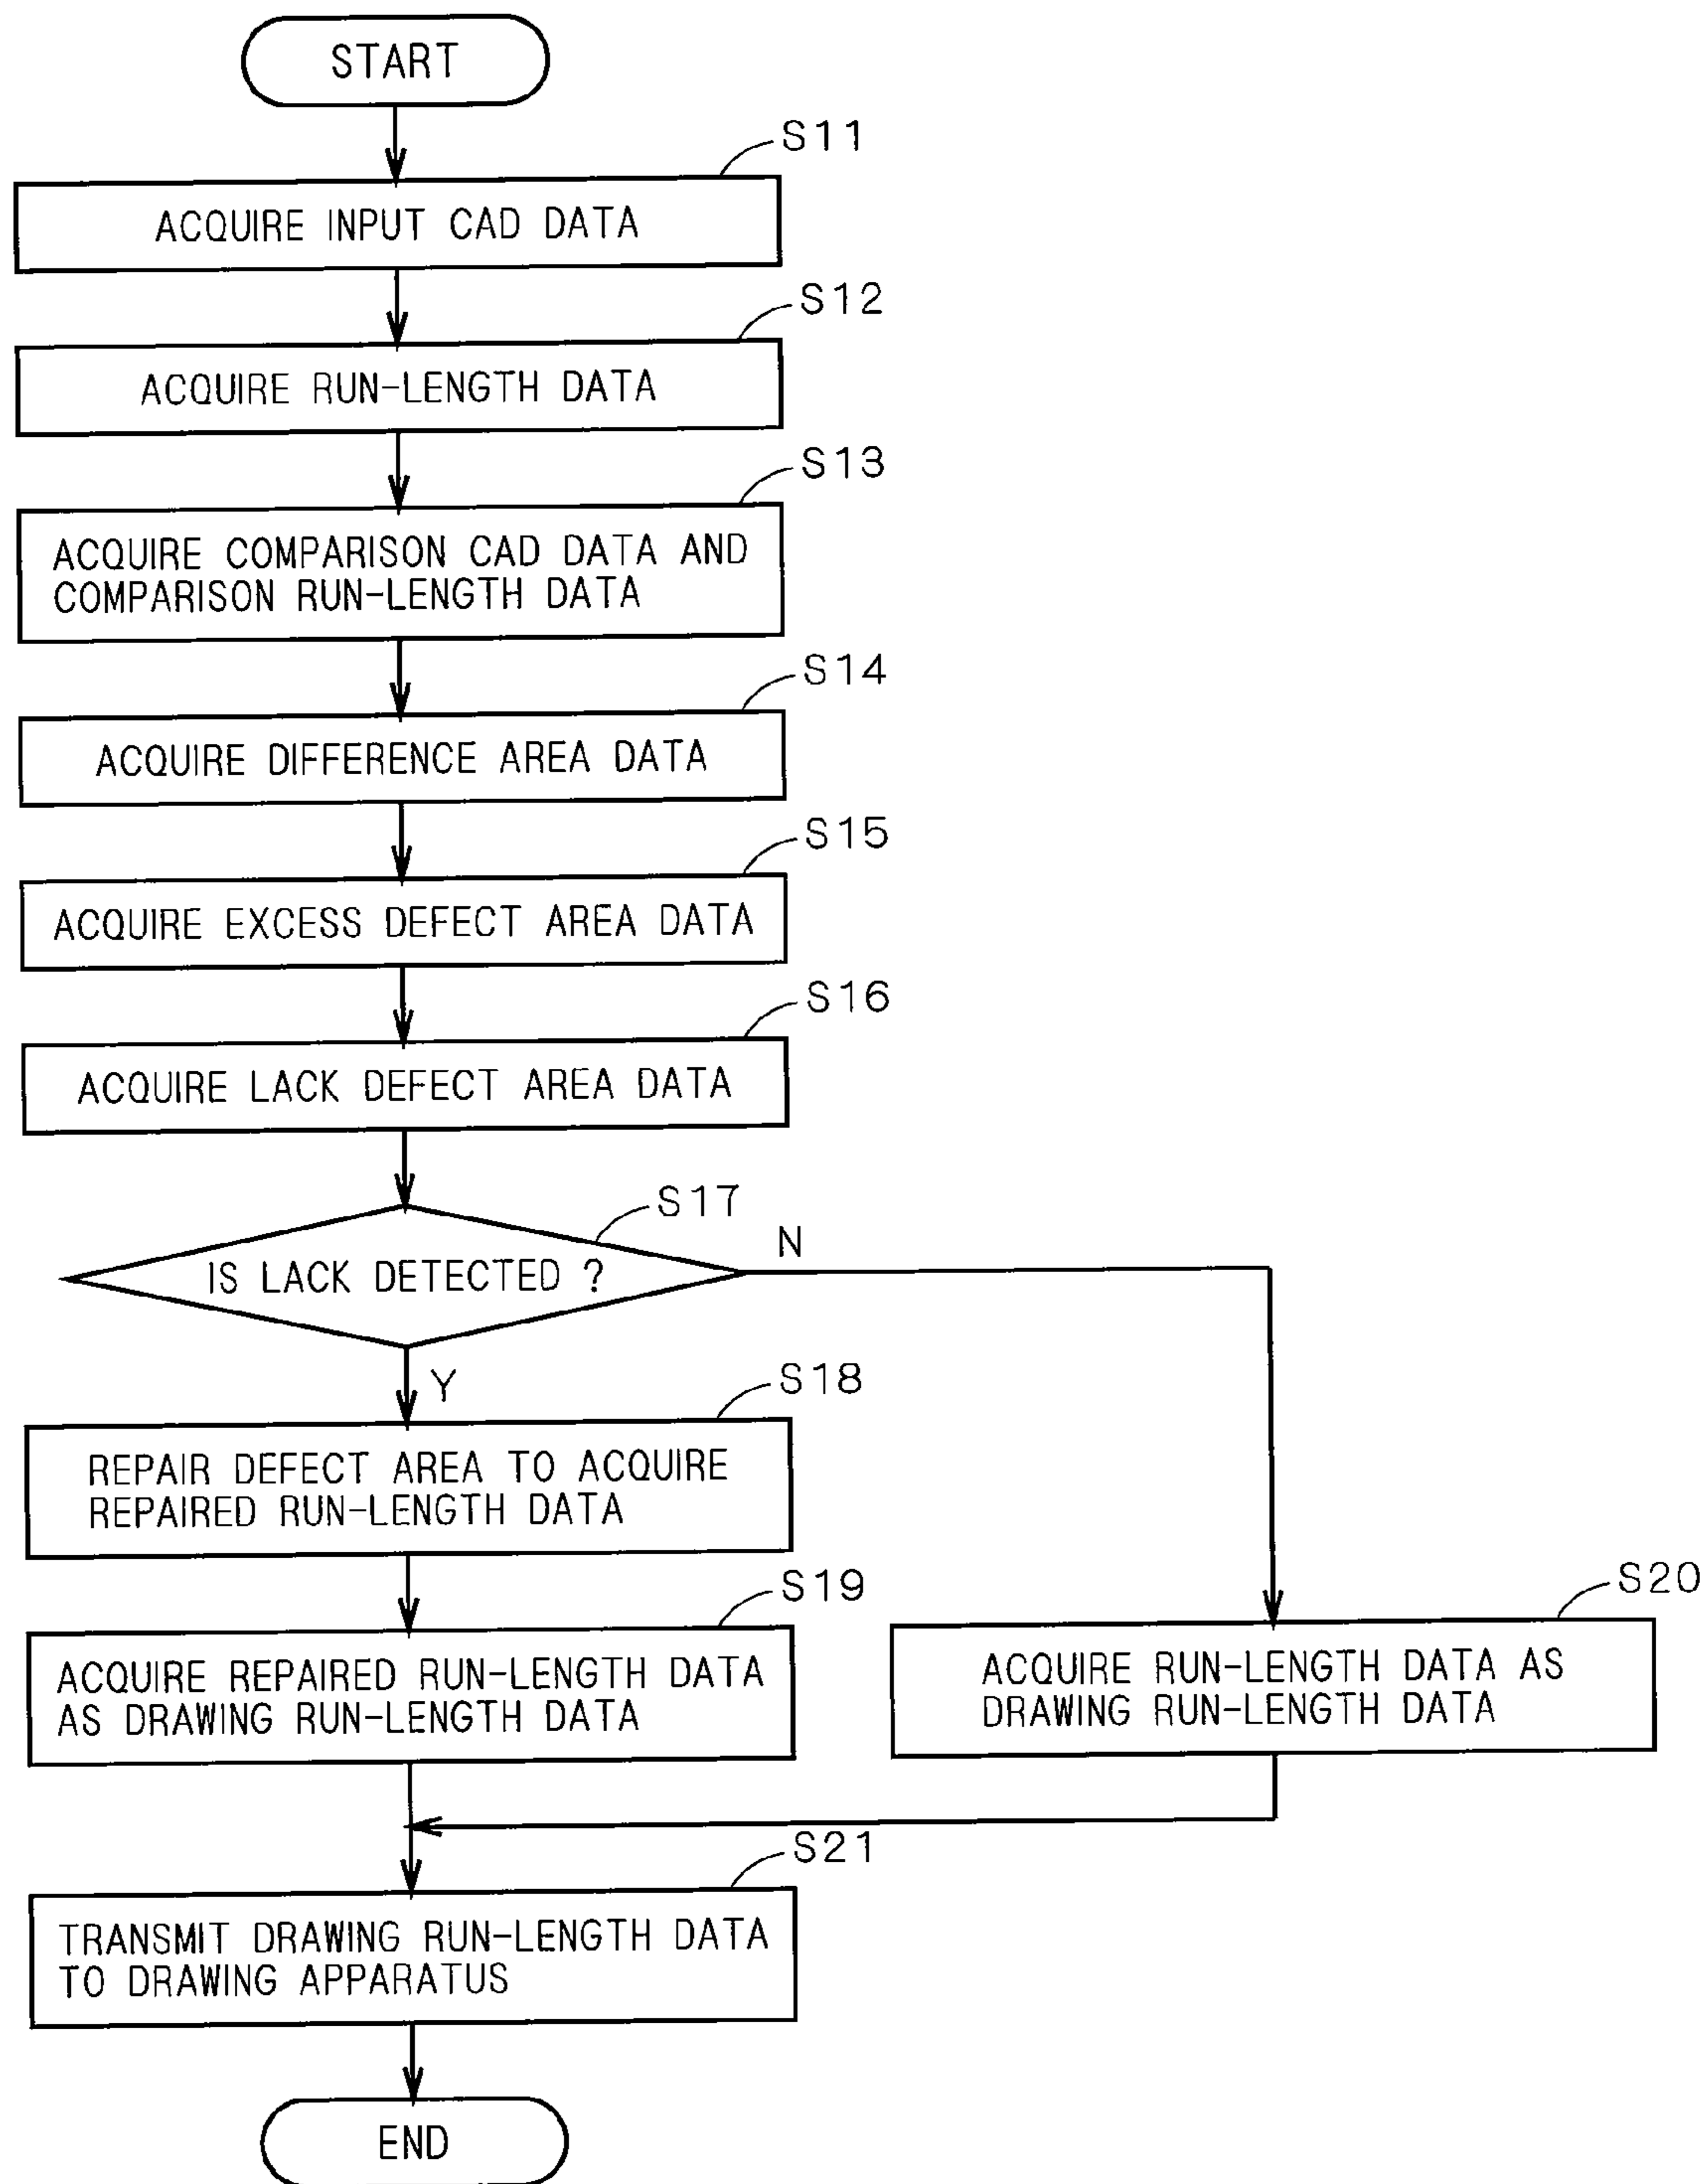 START
S11
ACQUIRE INPUT CAD DATA
S12
ACQUIRE RUN-LENGTH DATA
S13
ACQUIRE COMPARISON CAD DATA AND
COMPARISON RUN-LENGTH DATA
S14
ACQUIRE DIFFERENCE AREA DATA
S15
ACQUIRE EXCESS DEFECT AREA DATA
S16
ACQUIRE LACK DEFECT AREA DATA
S17
IS LACK DETECTED ?
N
Y
S18
REPAIR DEFECT AREA TO ACQUIRE
REPAIRED RUN-LENGTH DATA
S19
ACQUIRE REPAIRED RUN-LENGTH DATA
AS DRAWING RUN-LENGTH DATA
S20
ACQUIRE RUN-LENGTH DATA AS
DRAWING RUN-LENGTH DATA
S21
TRANSMIT DRAWING RUN-LENGTH DATA
TO DRAWING APPARATUS
END